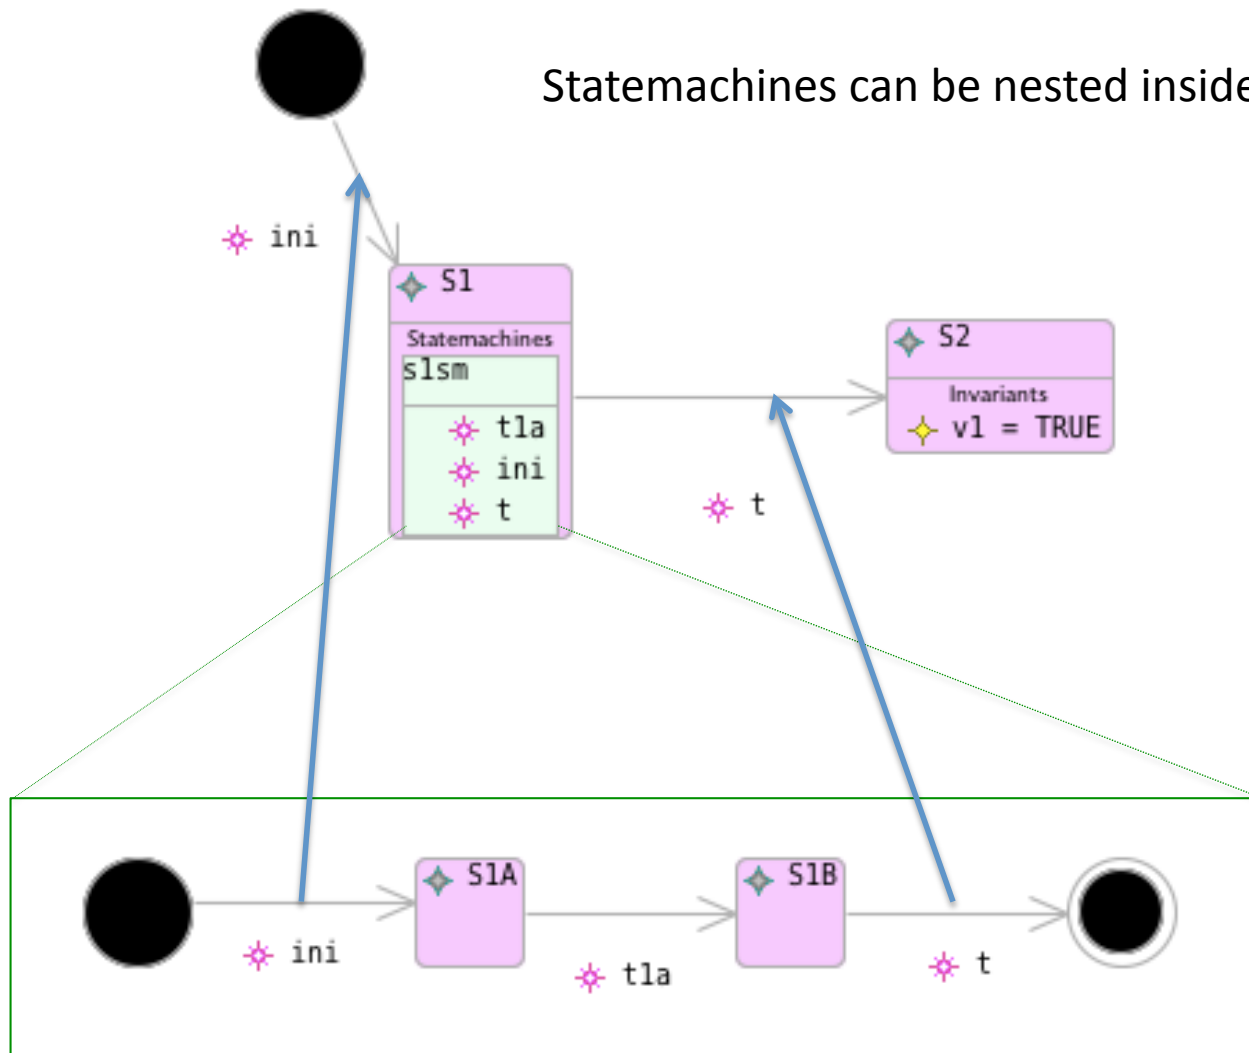 Statemachines can be nested inside
ini
S1
Statemachines
s1sm
t1a
ini
t
t
S2
Invariants
v1 = TRUE
S1A
S1B
ini
t1a
t